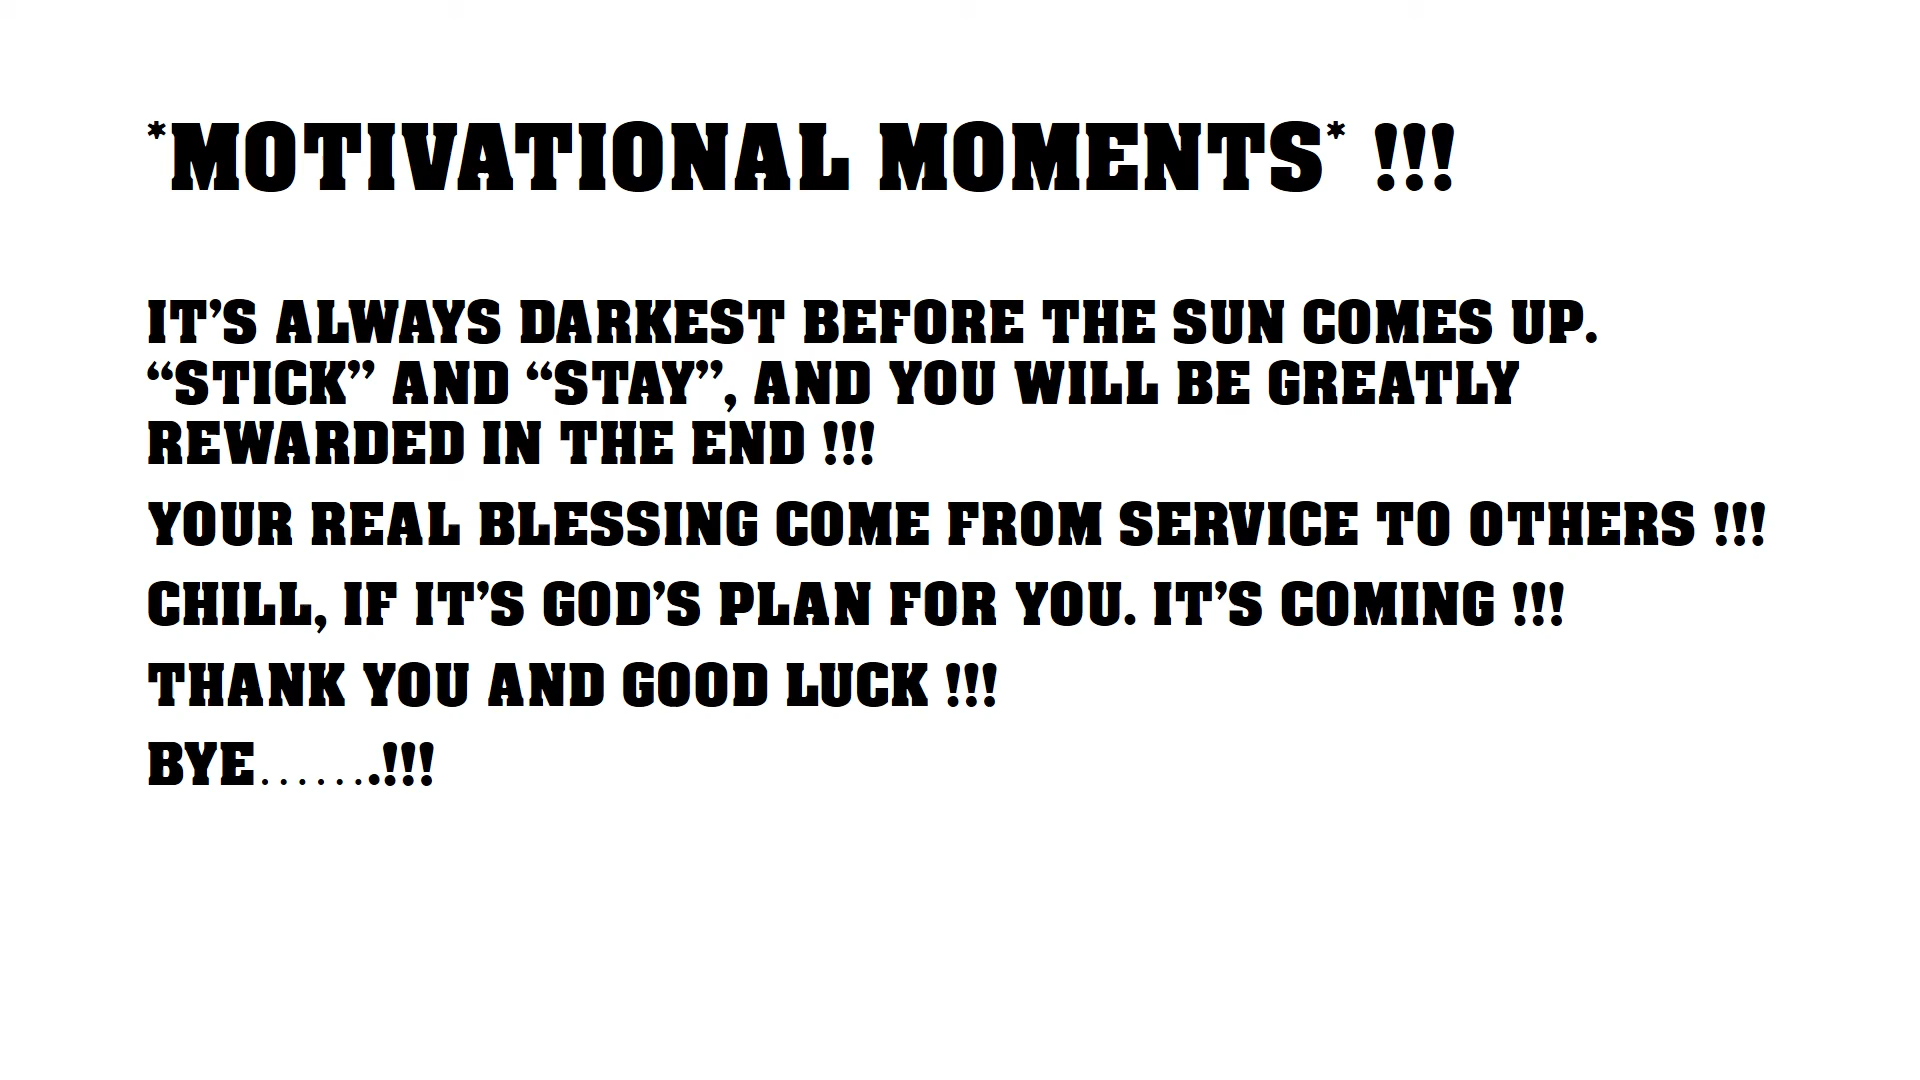 *MOTIVATIONAL MOMENTS* !!!
IT’S ALWAYS DARKEST BEFORE THE SUN COMES UP.
“STICK” AND “STAY”, AND YOU WILL BE GREATLY
REWARDED IN THE END !!!
YOUR REAL BLESSING COME FROM SERVICE TO OTHERS !!!
CHILL, IF IT’S GOD’S PLAN FOR YOU. IT’S COMING !!!
THANK YOU AND GOOD LUCK !!!
BYE…….!!!